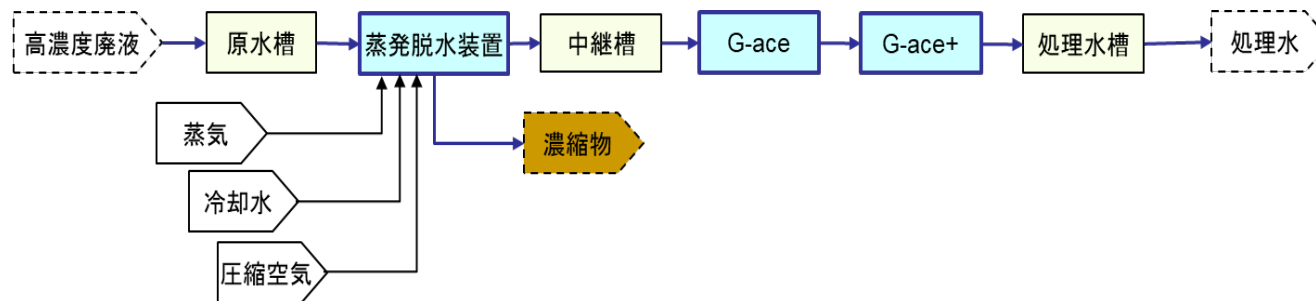 高濃度廃液
原水槽
蒸発脱水装置
中継槽
G-ace
G-ace+
処理水槽
処理水
蒸気
濃縮物
冷却水
圧縮空気